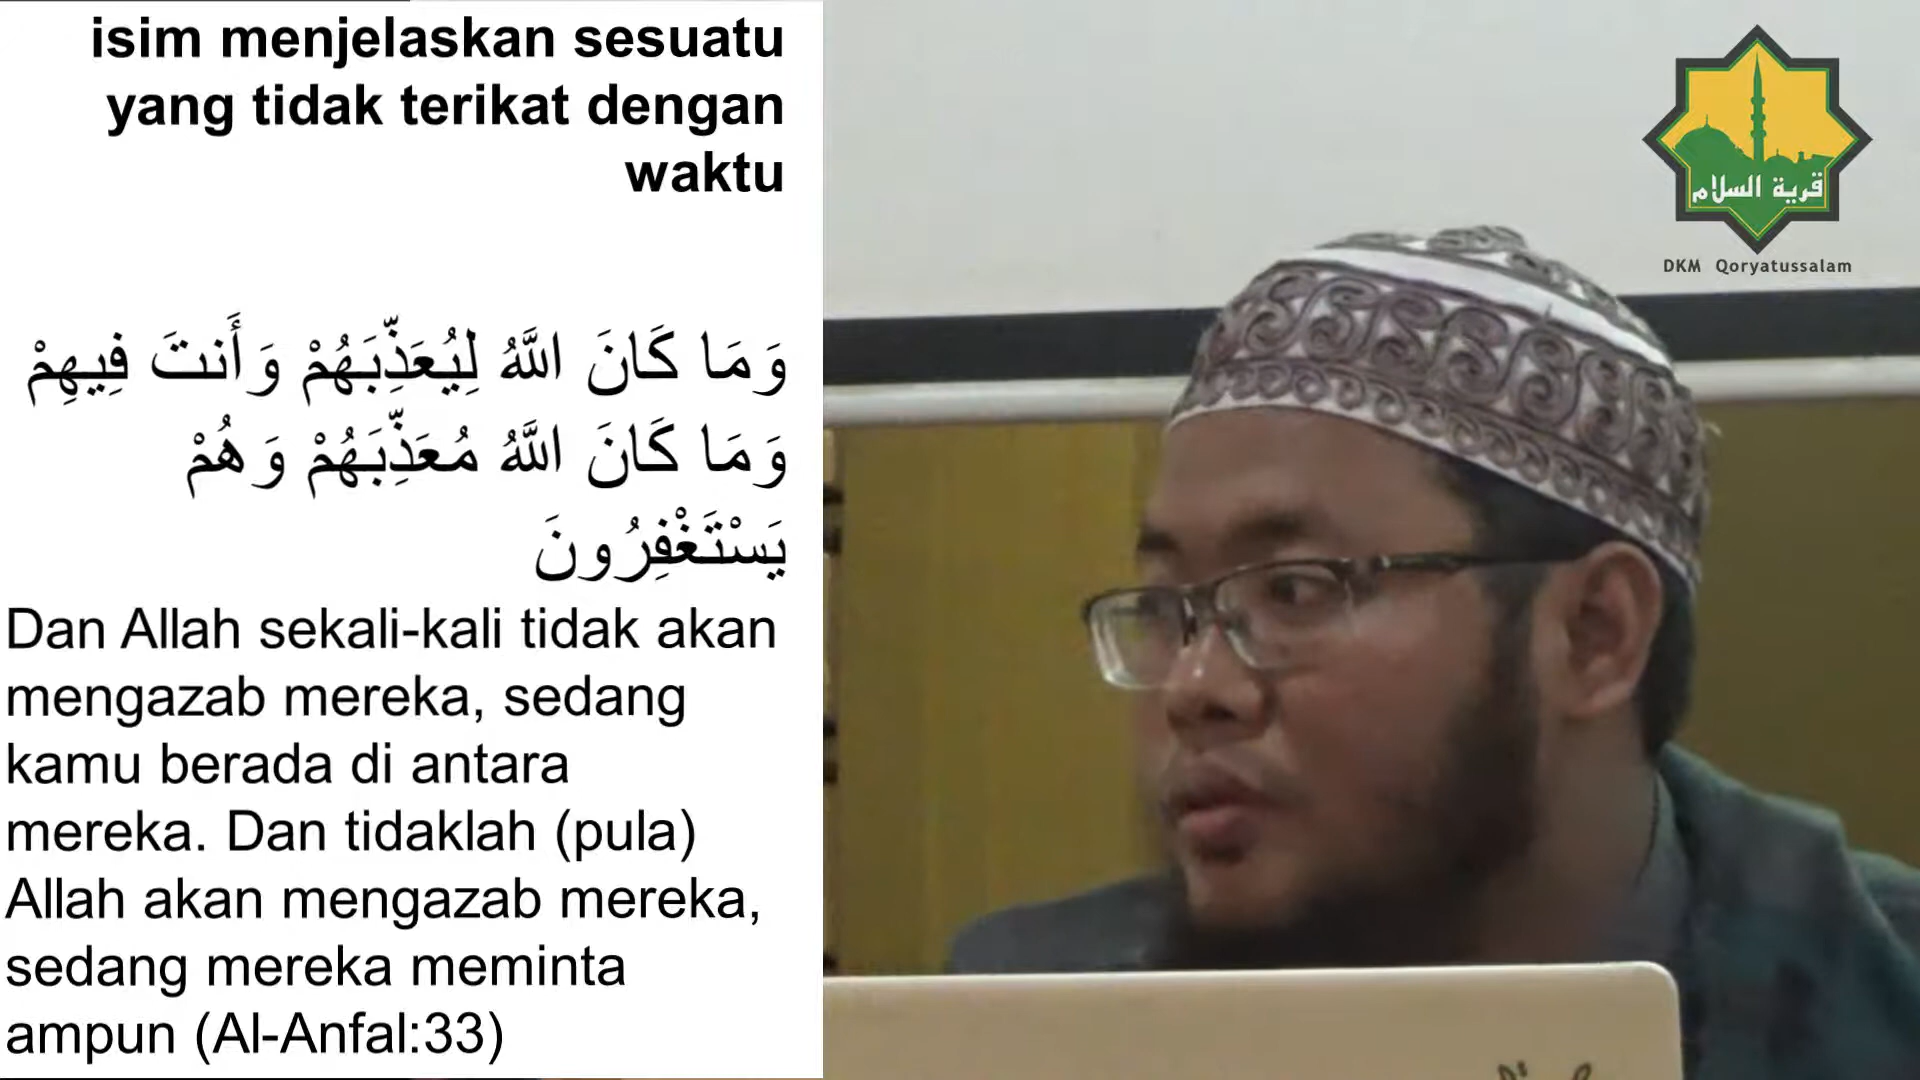 isim menjelaskan sesuatu
yang tidak terikat dengan
waktu
وَمَا كَانَ اللَّهُ لِيُعَذِّبَهُمْ وَأَنتَ فِيهِمْ
وَمَا كَانَ اللَّهُ مُعَذِّبَهُمْ وَهُمْ
يَسْتَغْفِرُونَ
Dan Allah sekali-kali tidak akan
mengazab mereka, sedang
kamu berada di antara
mereka. Dan tidaklah (pula)
Allah akan mengazab mereka,
sedang mereka meminta
ampun (Al-Anfal:33)
قرية السلام
DKM Qoryatussalam